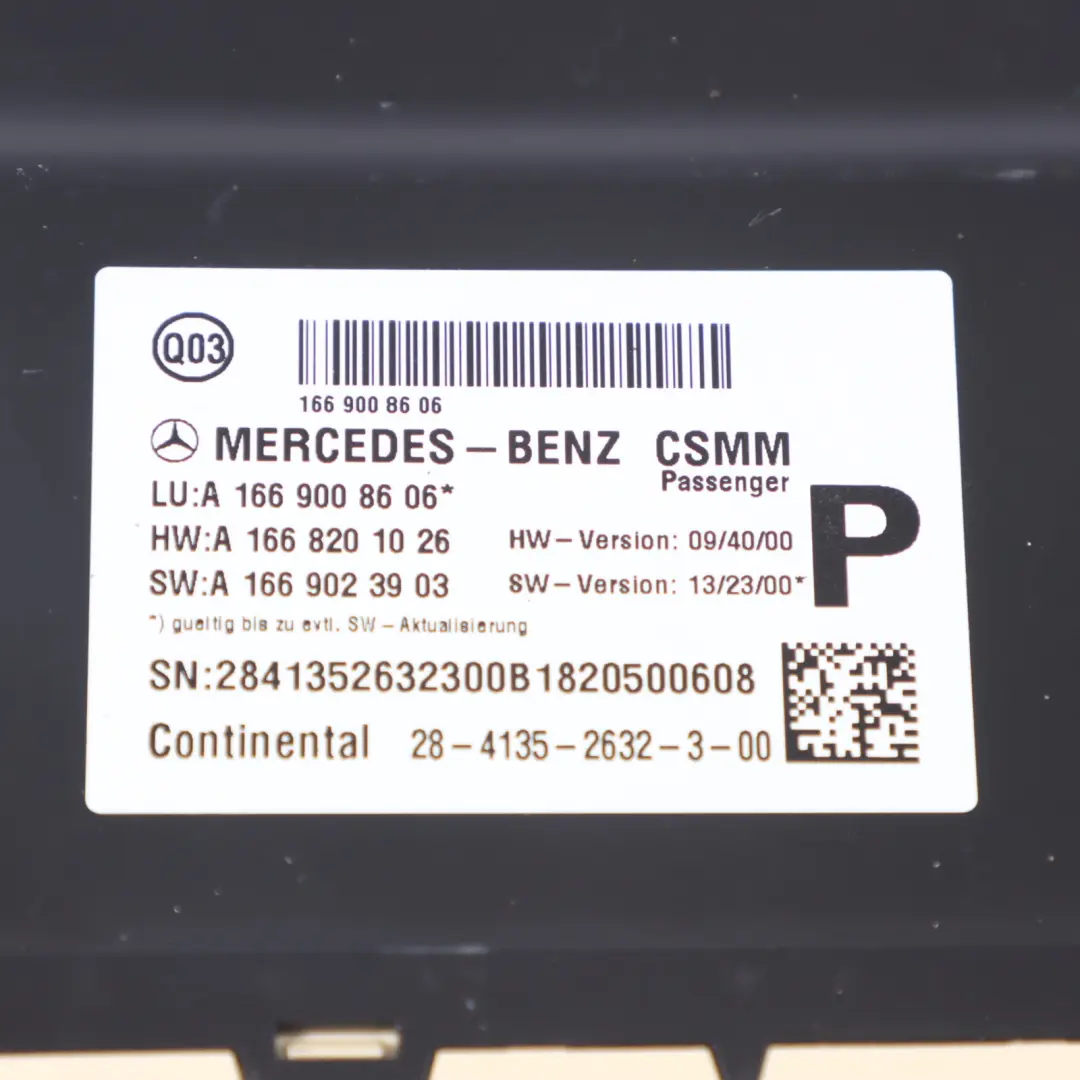 Q03
166 900 86 06
MERCEDES-BENZ CSMM
Passenger
P
LU:A 166 900 86 06*
HW:A 166 820 10 26 HW-Version: 09/40/00
SW:A 166 902 39 03 SW-Version: 13/23/00*
*) gueltig bis zu evtl. SW-Aktualisierung
SN:2841352632300B1820500608
Continental 28-4135-2632-3-00